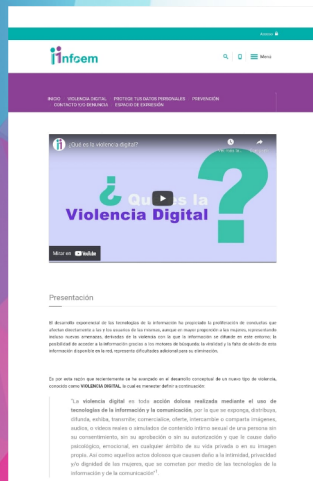 Acceso
infoem
Menú
INICIO VIOLENCIA DIGITAL PROTEGE TUS DATOS PERSONALES PREVENCIÓN
CONTACTO Y/O DENUNCIA ESPACIO DE EXPRESIÓN
¿Qué es la violencia digital?
¿Qué es la
Violencia Digital
?
Mirar en YouTube
Presentación
El desarrollo exponencial de las tecnologías de la información ha propiciado la proliferación de conductas que
afectan directamente a las y los usuarios de las mismas, aunque en mayor proporción a las mujeres, representando
incluso nuevas amenazas, derivadas de la violencia con la que la información se difunde en este entorno; la
posibilidad de acceder a la información gracias a los motores de búsqueda; la viralidad y la falta de olvido de esta
información disponible en la red, representa dificultades adicional para su eliminación.
Es por esta razón que recientemente se ha avanzado en el desarrollo conceptual de un nuevo tipo de violencia,
conocido como VIOLENCIA DIGITAL, la cual es menester definir a continuación:
"La violencia digital es toda acción dolosa realizada mediante el uso de
tecnologías de la información y la comunicación, por la que se exponga, distribuya,
difunda, exhiba, transmite, comercialice, oferte, intercambie o comparta imágenes,
audios, o videos reales o simulados de contenido íntimo sexual de una persona sin
su consentimiento, sin su aprobación o sin su autorización y que le cause daño
psicológico, emocional, en cualquier ámbito de su vida privada o en su imagen
propia. Así como aquellos actos dolosos que causen daño a la intimidad, privacidad
y/o dignidad de las mujeres, que se cometan por medio de las tecnologías de la
información y de la comunicación"¹.